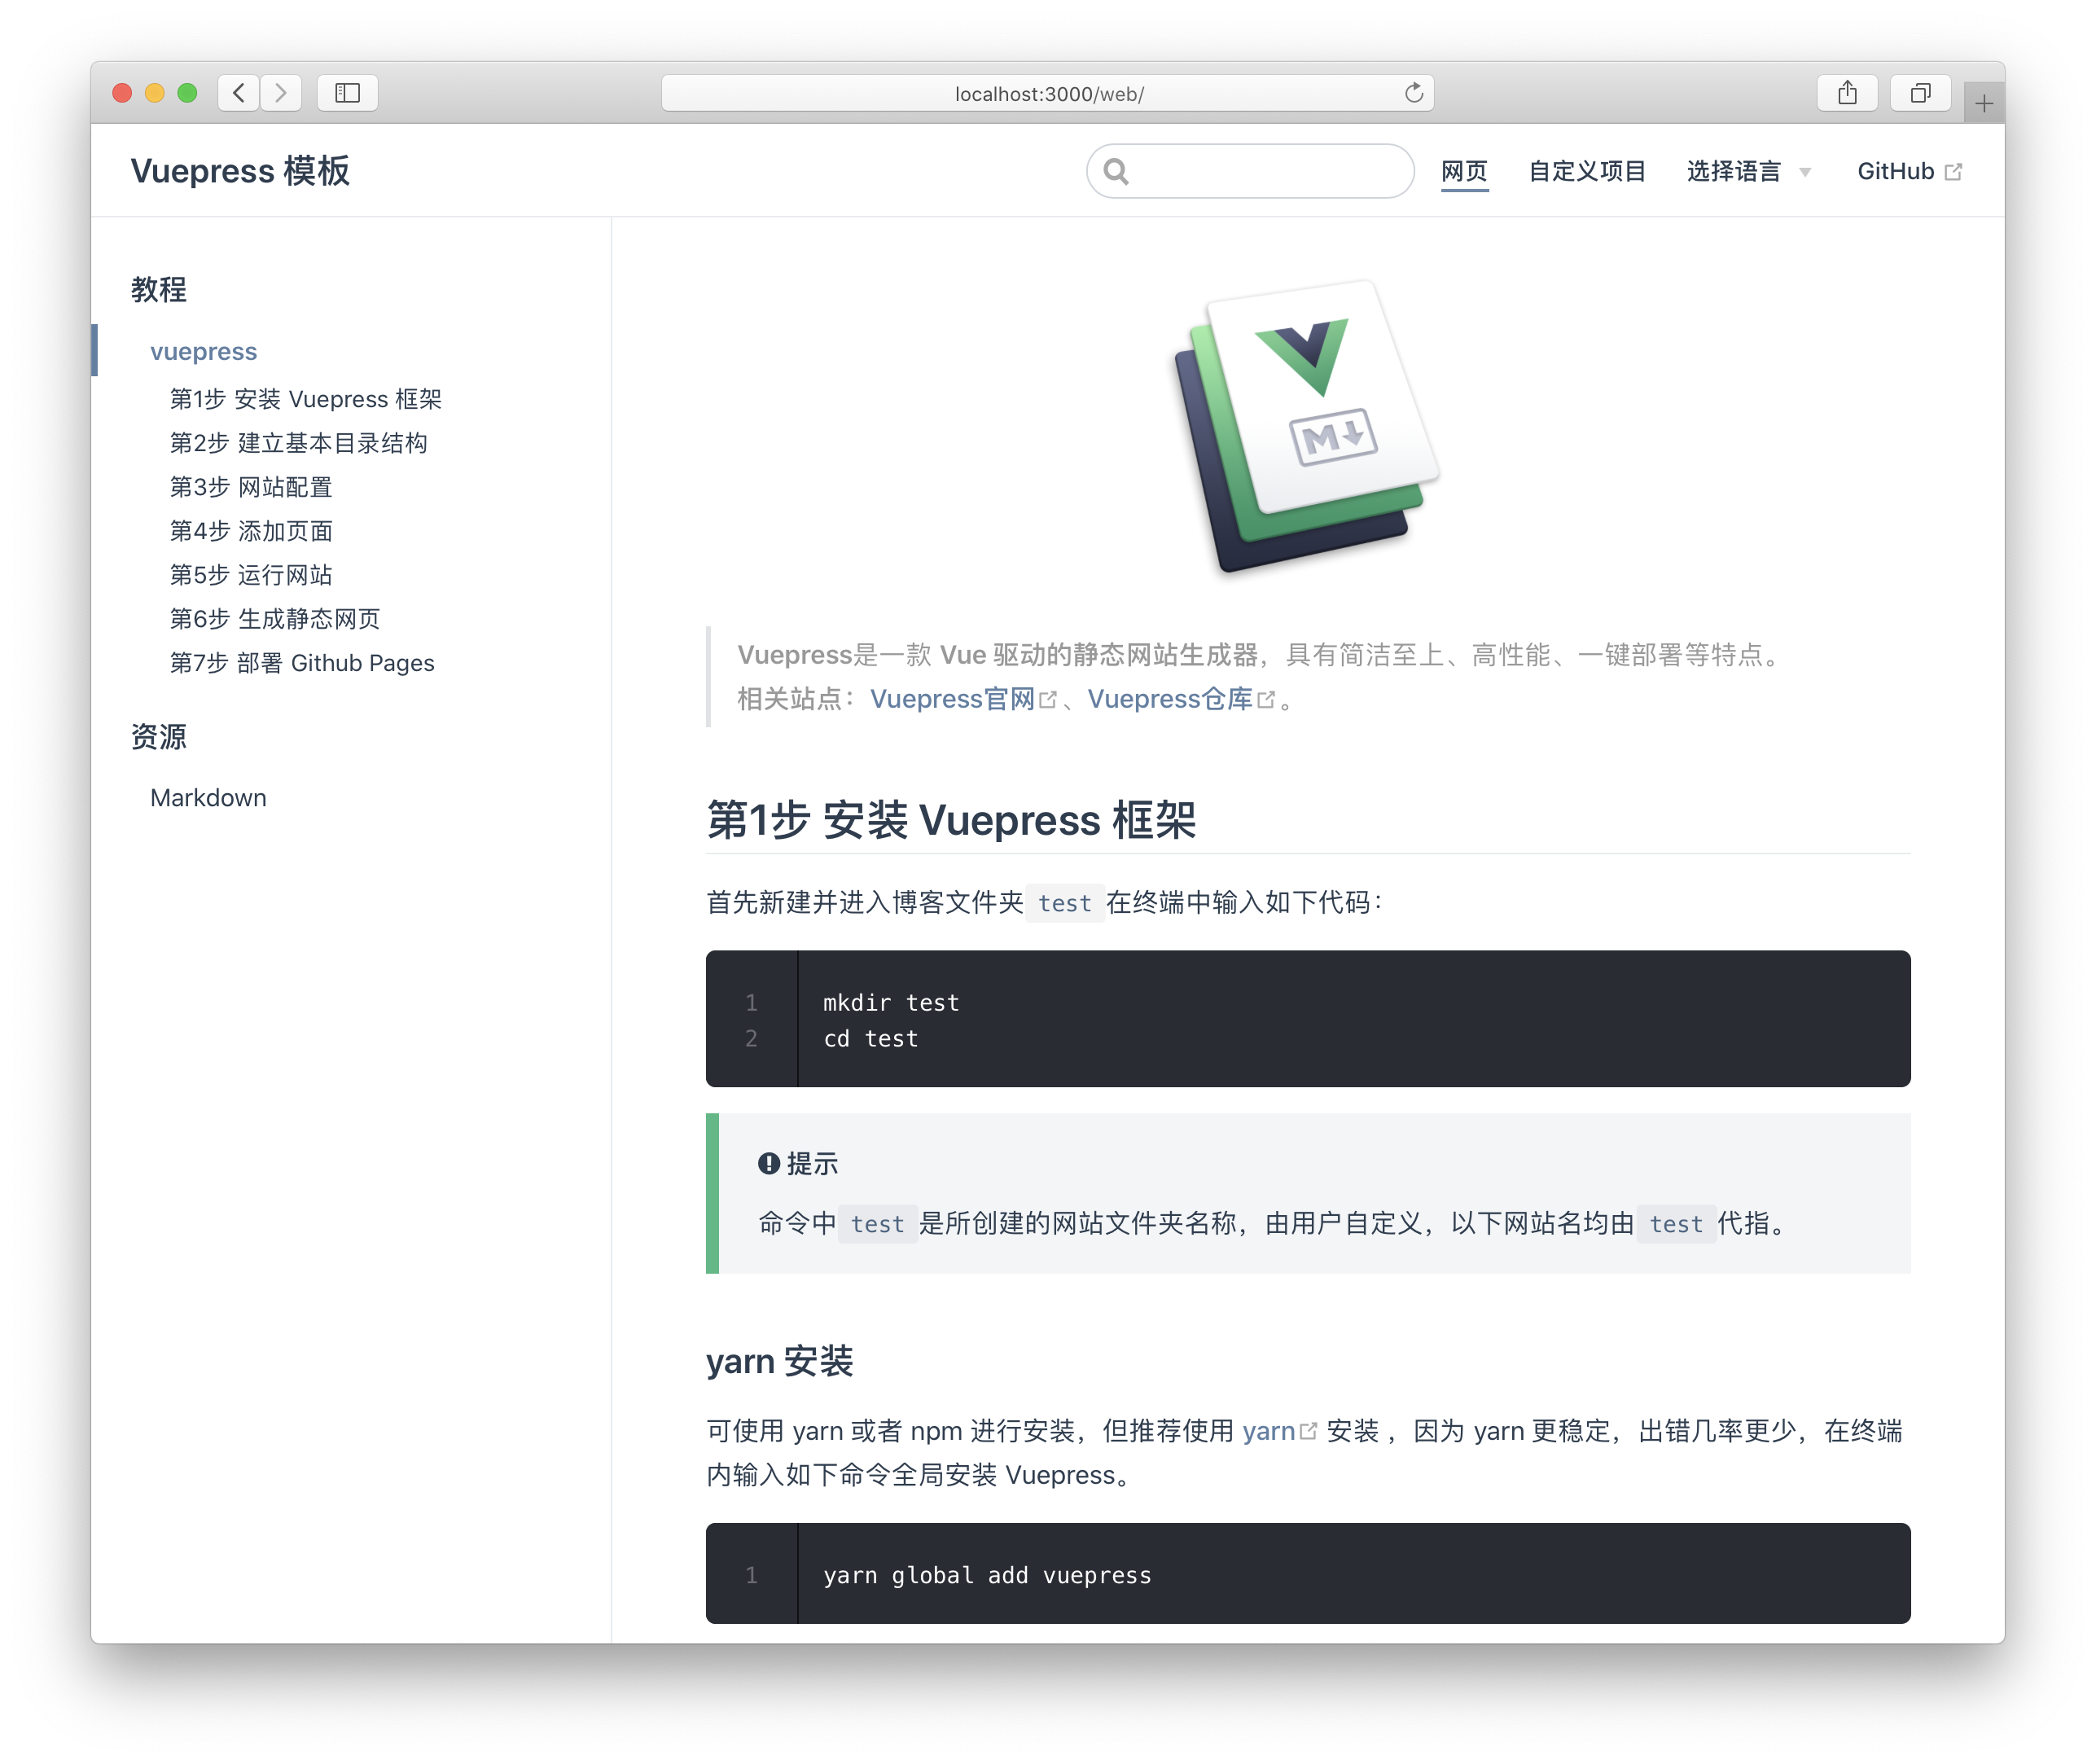 localhost:3000/web/
Vuepress 模板
网页 自定义项目 选择语言 GitHub
教程
vuepress
第1步 安装 Vuepress 框架
第2步 建立基本目录结构
第3步 网站配置
第4步 添加页面
第5步 运行网站
第6步 生成静态网页
第7步 部署 Github Pages
资源
Markdown
M
Vuepress是一款 Vue 驱动的静态网站生成器，具有简洁至上、高性能、一键部署等特点。
相关站点：Vuepress官网、Vuepress仓库。
第1步 安装 Vuepress 框架
首先新建并进入博客文件夹 test 在终端中输入如下代码：
1 mkdir test
2 cd test
提示
命令中 test 是所创建的网站文件夹名称，由用户自定义，以下网站名均由 test 代指。
yarn 安装
可使用 yarn 或者 npm 进行安装，但推荐使用 yarn 安装 ，因为 yarn 更稳定，出错几率更少，在终端
内输入如下命令全局安装 Vuepress。
1 yarn global add vuepress